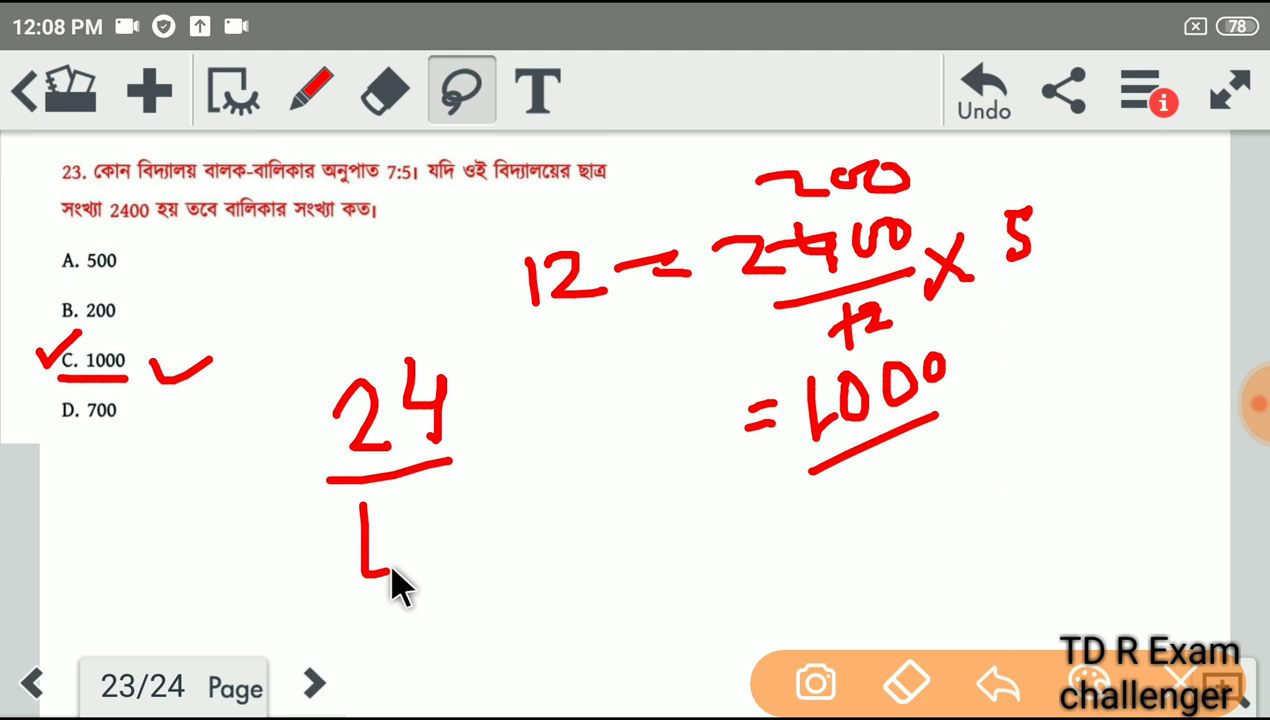 12:08 PM
78
T
Undo
i
23. কোন বিদ্যালয় বালক-বালিকার অনুপাত 7:5। যদি ওই বিদ্যালয়ের ছাত্র
সংখ্যা 2400 হয় তবে বালিকার সংখ্যা কত।
A. 500
B. 200
C. 1000
D. 700
200
12 = 2400 × 5
12
= 1000
24
23/24 Page
TD R Exam
challenger